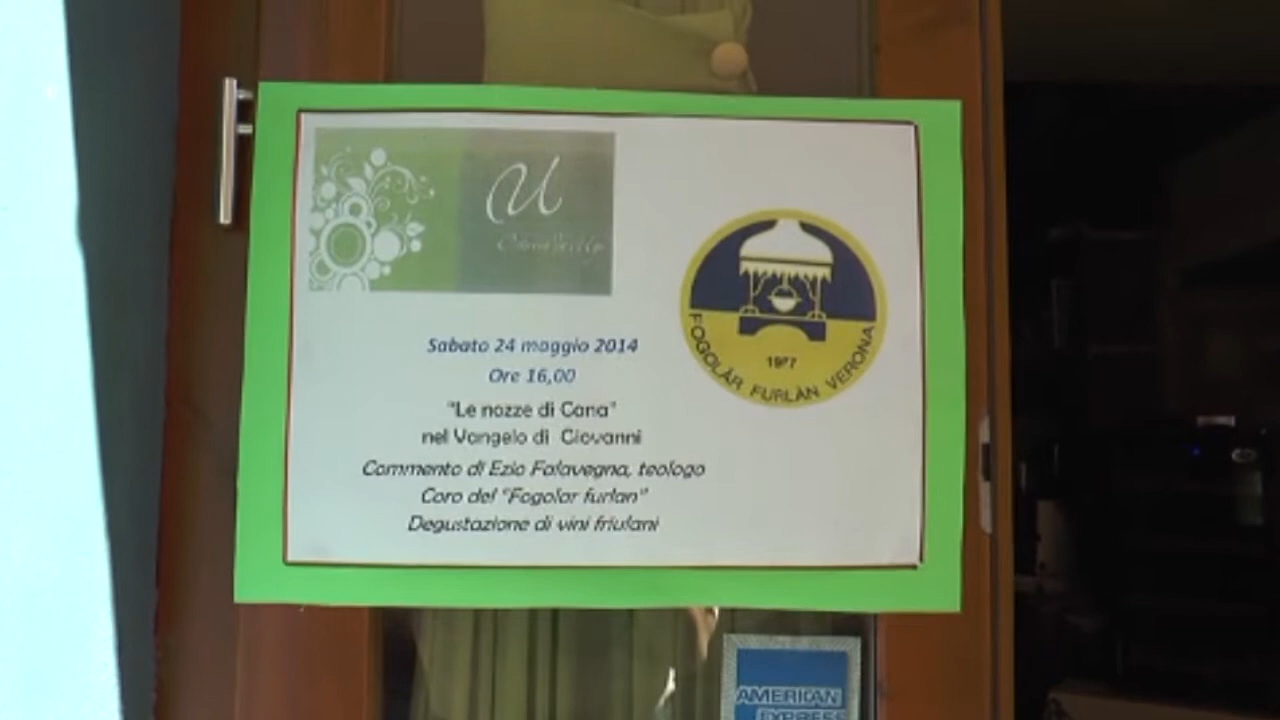 U
Sabato 24 maggio 2014
Ore 16,00
"Le nozze di Cana"
nel Vangelo di Giovanni
Commento di Ezio Falavegna, teologo
Coro del "Fogolar furlan"
Degustazione di vini friulani
1977
FOGOLÂR FURLÂN VERONA
AMERICAN
EXPRESS